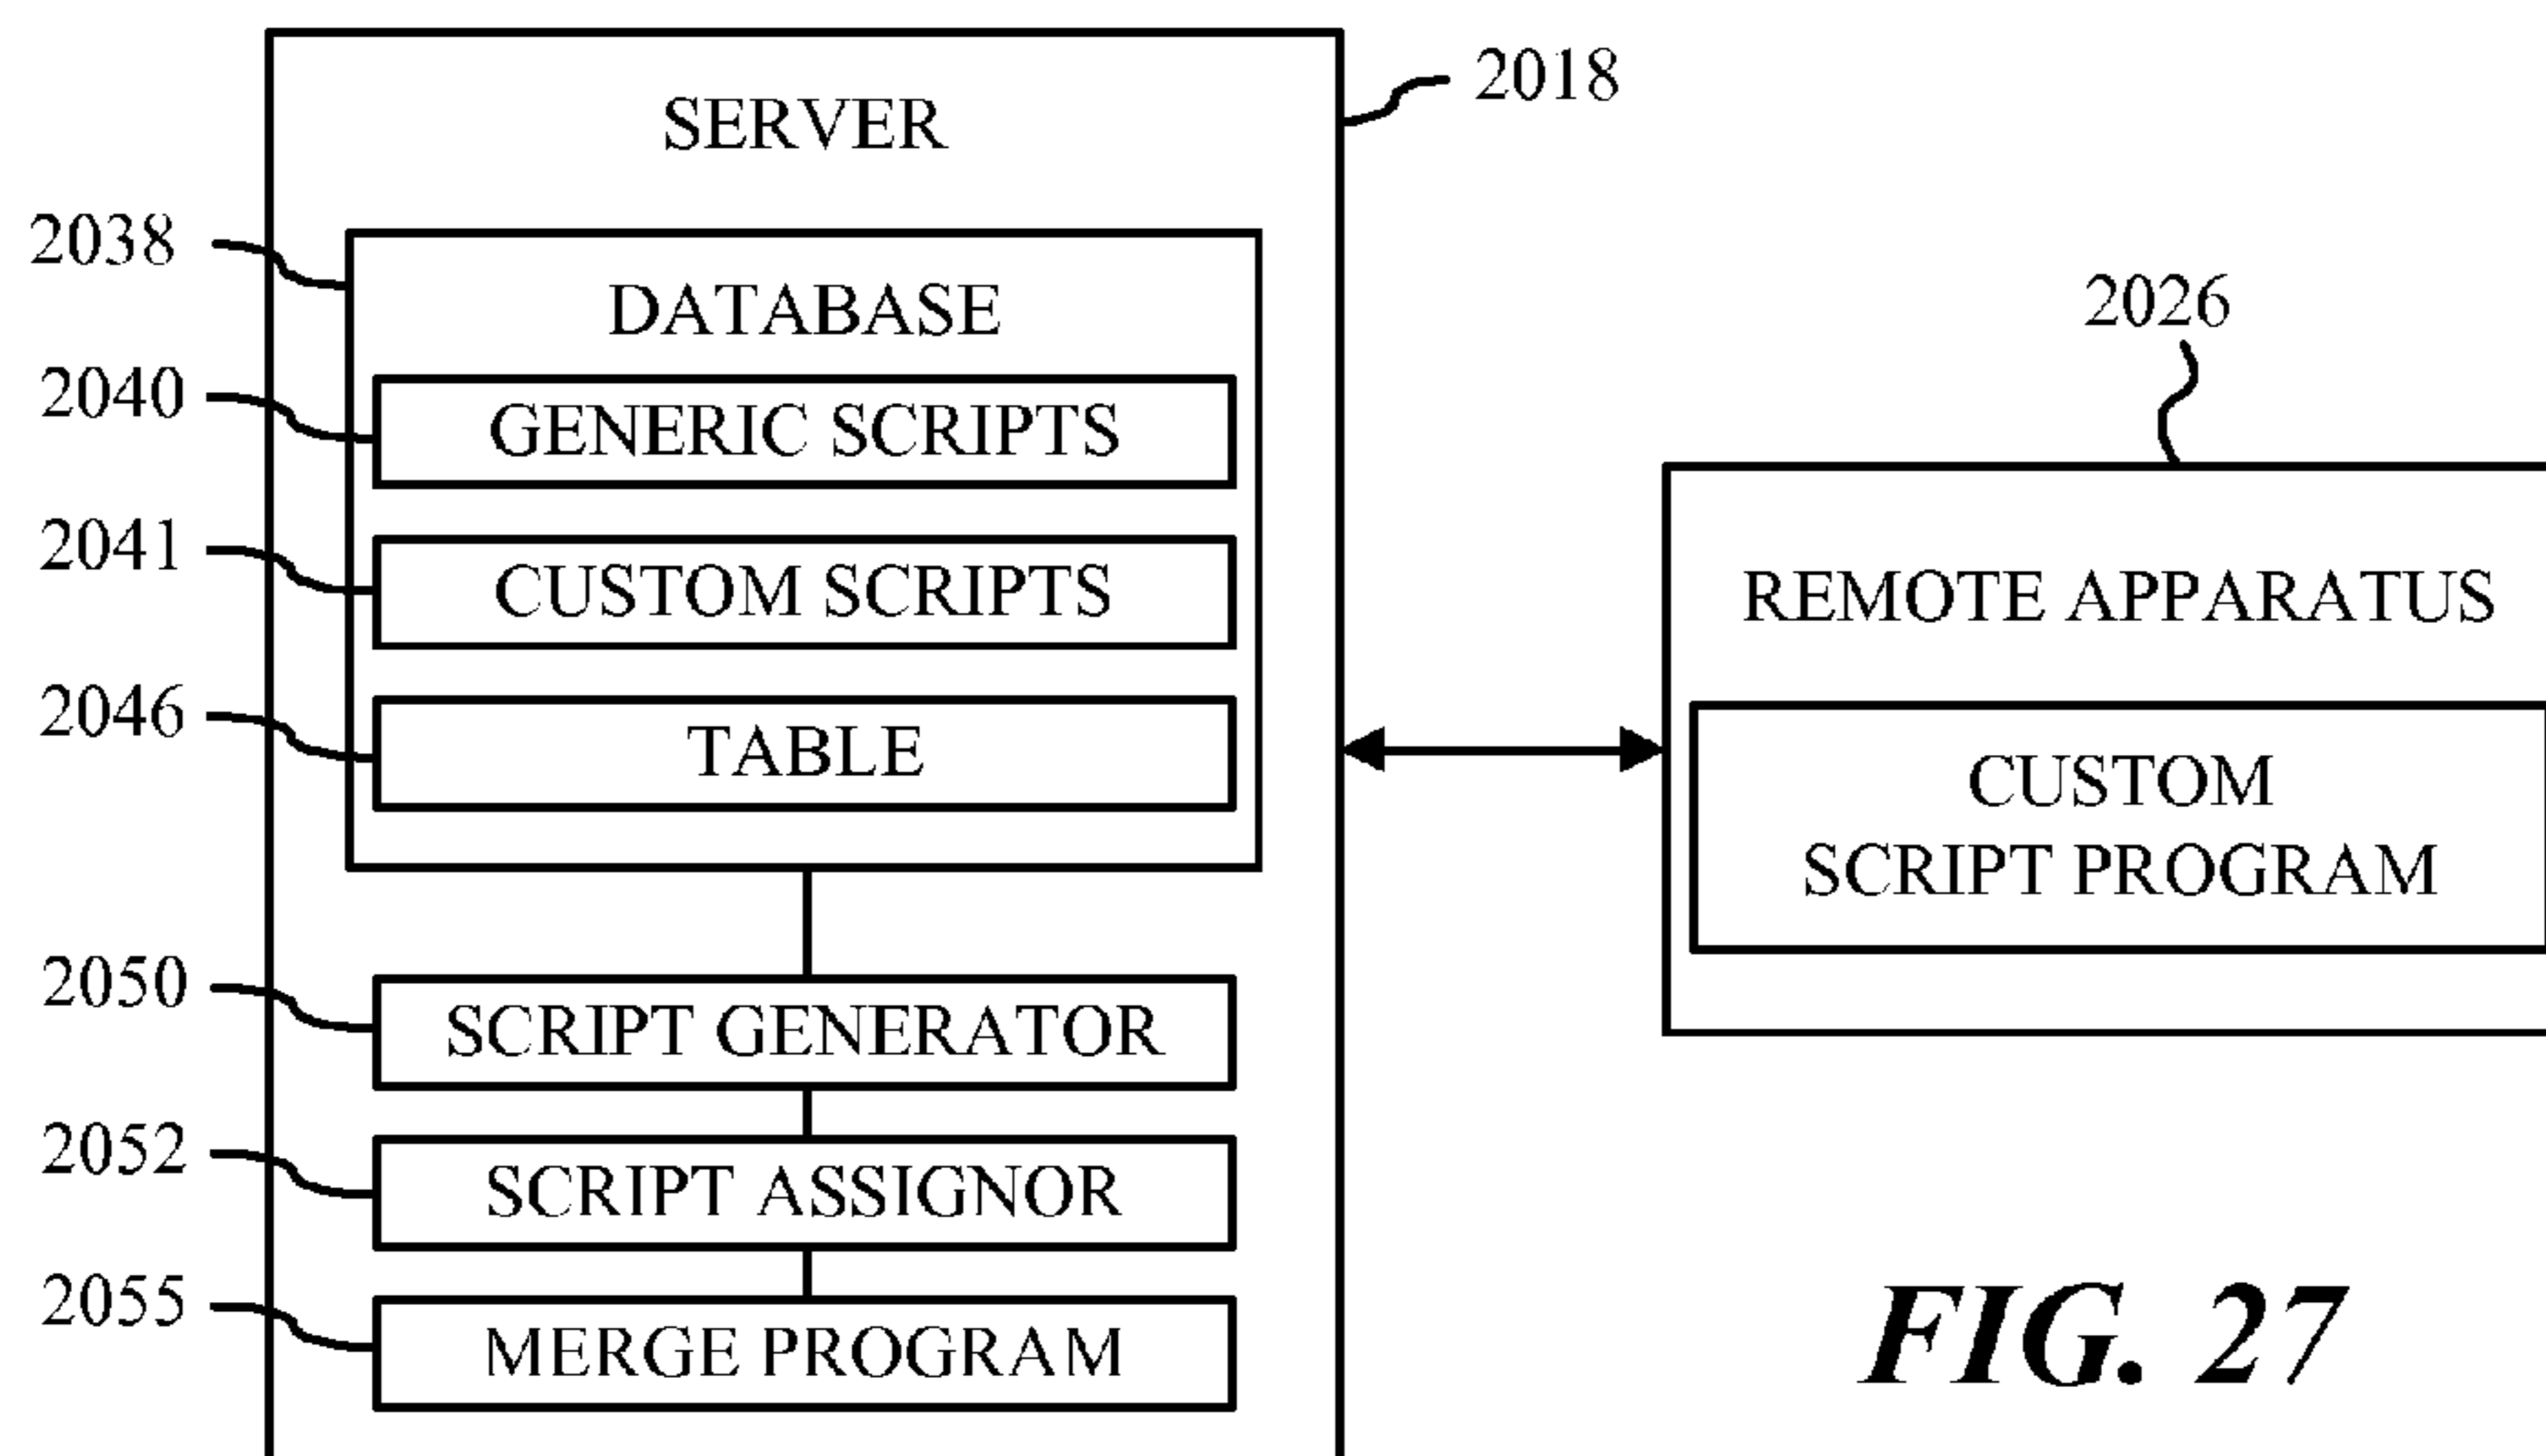 2018
SERVER
2038
DATABASE
2026
2040
GENERIC SCRIPTS
2041
CUSTOM SCRIPTS
REMOTE APPARATUS
2046
TABLE
CUSTOM
SCRIPT PROGRAM
2050
SCRIPT GENERATOR
2052
SCRIPT ASSIGNOR
2055
MERGE PROGRAM
FIG. 27